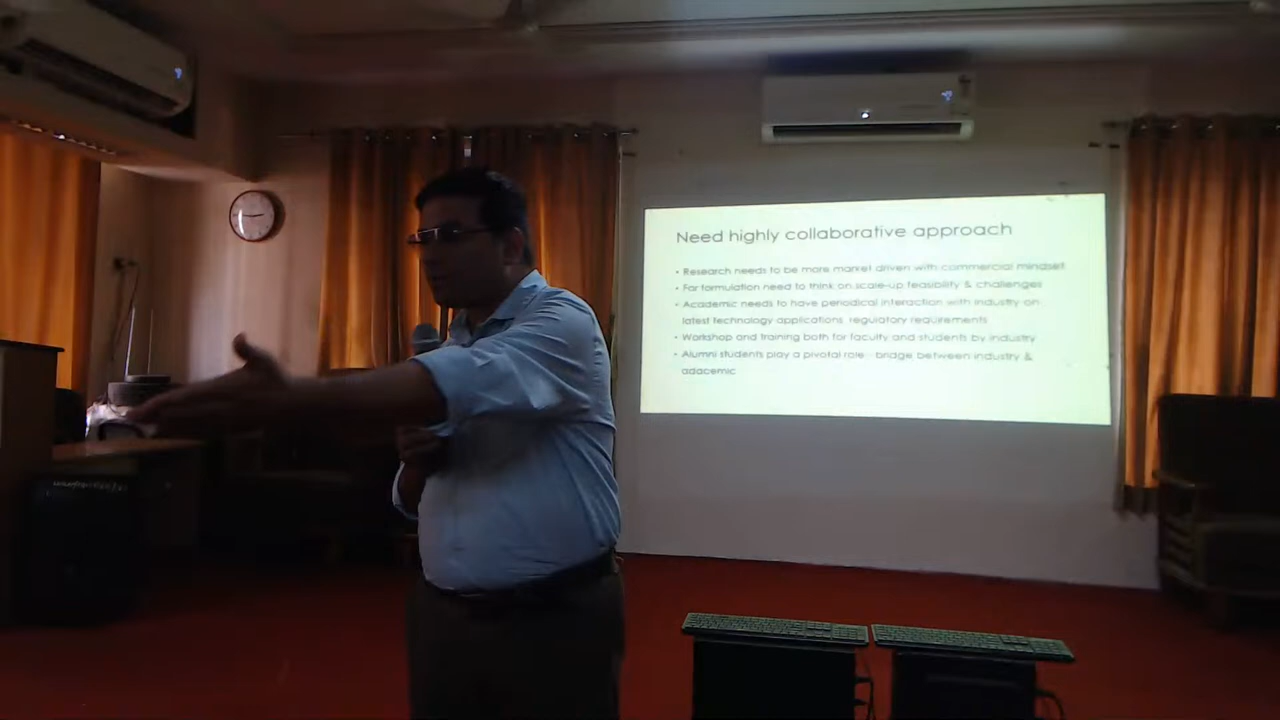 Need highly collaborative approach
• Research needs to be more market driven with commercial mindset
• For formulation need to think on scale-up feasibility & challenges
• Academic needs to have periodical interaction with industry on
latest technology applications, regulatory requirements
• Workshop and training both for faculty and students by industry
• Alumni students play a pivotal role - bridge between industry &
adacemic